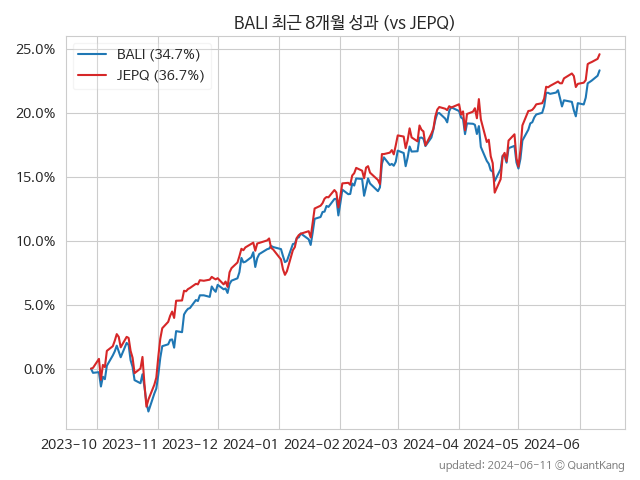 BALI 최근 8개월 성과 (vs JEPQ)
BALI (34.7%)
JEPQ (36.7%)
25.0%
20.0%
15.0%
10.0%
5.0%
0.0%
2023-10 2023-11 2023-12 2024-01 2024-02 2024-03 2024-04 2024-05 2024-06
updated: 2024-06-11 © QuantKang